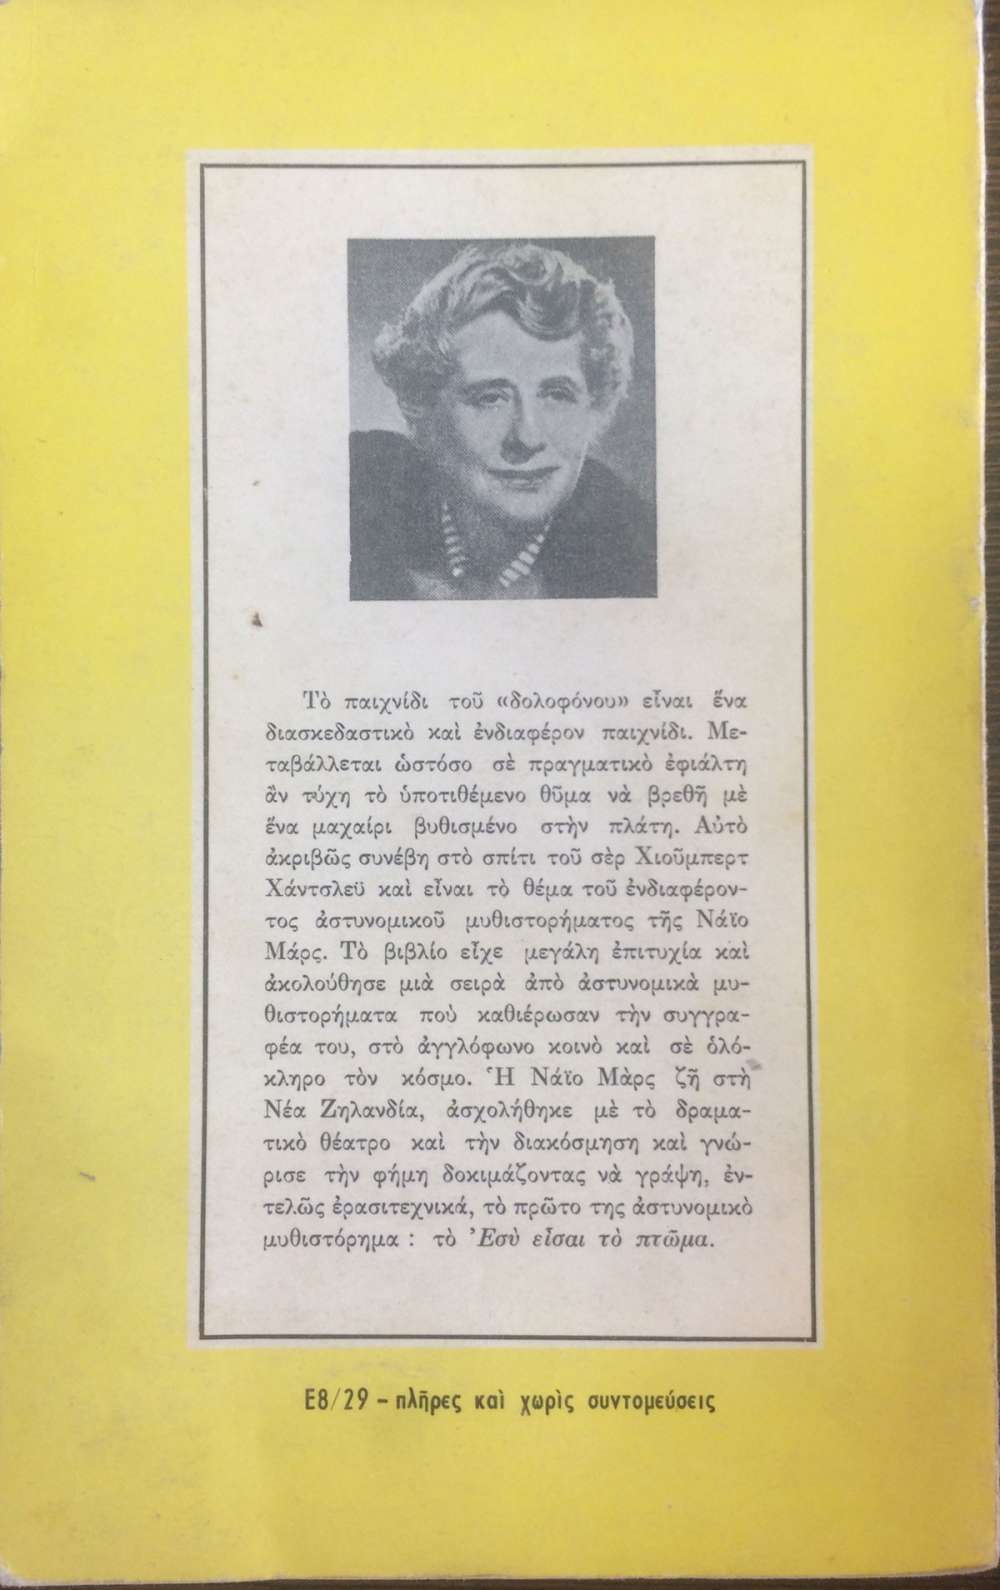 Τὸ παιχνίδι τοῦ «δολοφόνου» εἶναι ἕνα
διασκεδαστικὸ καὶ ἐνδιαφέρον παιχνίδι. Με-
ταβάλλεται ὡστόσο σὲ πραγματικὸ ἐφιάλτη
ἂν τύχη τὸ ὑποτιθέμενο θῦμα νὰ βρεθῆ μὲ
ἕνα μαχαίρι βυθισμένο στὴν πλάτη. Αὐτὸ
ἀκριβῶς συνέβη στὸ σπίτι τοῦ σὲρ Χιοῦμπερτ
Χάντσλεϋ καὶ εἶναι τὸ θέμα τοῦ ἐνδιαφέρον-
τος ἀστυνομικοῦ μυθιστορήματος τῆς Νάϊο
Μάρς. Τὸ βιβλίο εἶχε μεγάλη ἐπιτυχία καὶ
ἀκολούθησε μιὰ σειρὰ ἀπὸ ἀστυνομικὰ μυ-
θιστορήματα ποὺ καθιέρωσαν τὴν συγγρα-
φέα του, στὸ ἀγγλόφωνο κοινὸ καὶ σὲ ὁλό-
κληρο τὸν κόσμο. Ἡ Νάϊο Μὰρς ζῆ στὴ
Νέα Ζηλανδία, ἀσχολήθηκε μὲ τὸ δραμα-
τικὸ θέατρο καὶ τὴν διακόσμηση καὶ γνώ-
ρισε τὴν φήμη δοκιμάζοντας νὰ γράψη, ἐν-
τελῶς ἐρασιτεχνικά, τὸ πρῶτο της ἀστυνομικὸ
μυθιστόρημα : τὸ Ἐσὺ εἶσαι τὸ πτῶμα.
Ε8/29 - πλῆρες καὶ χωρὶς συντομεύσεις